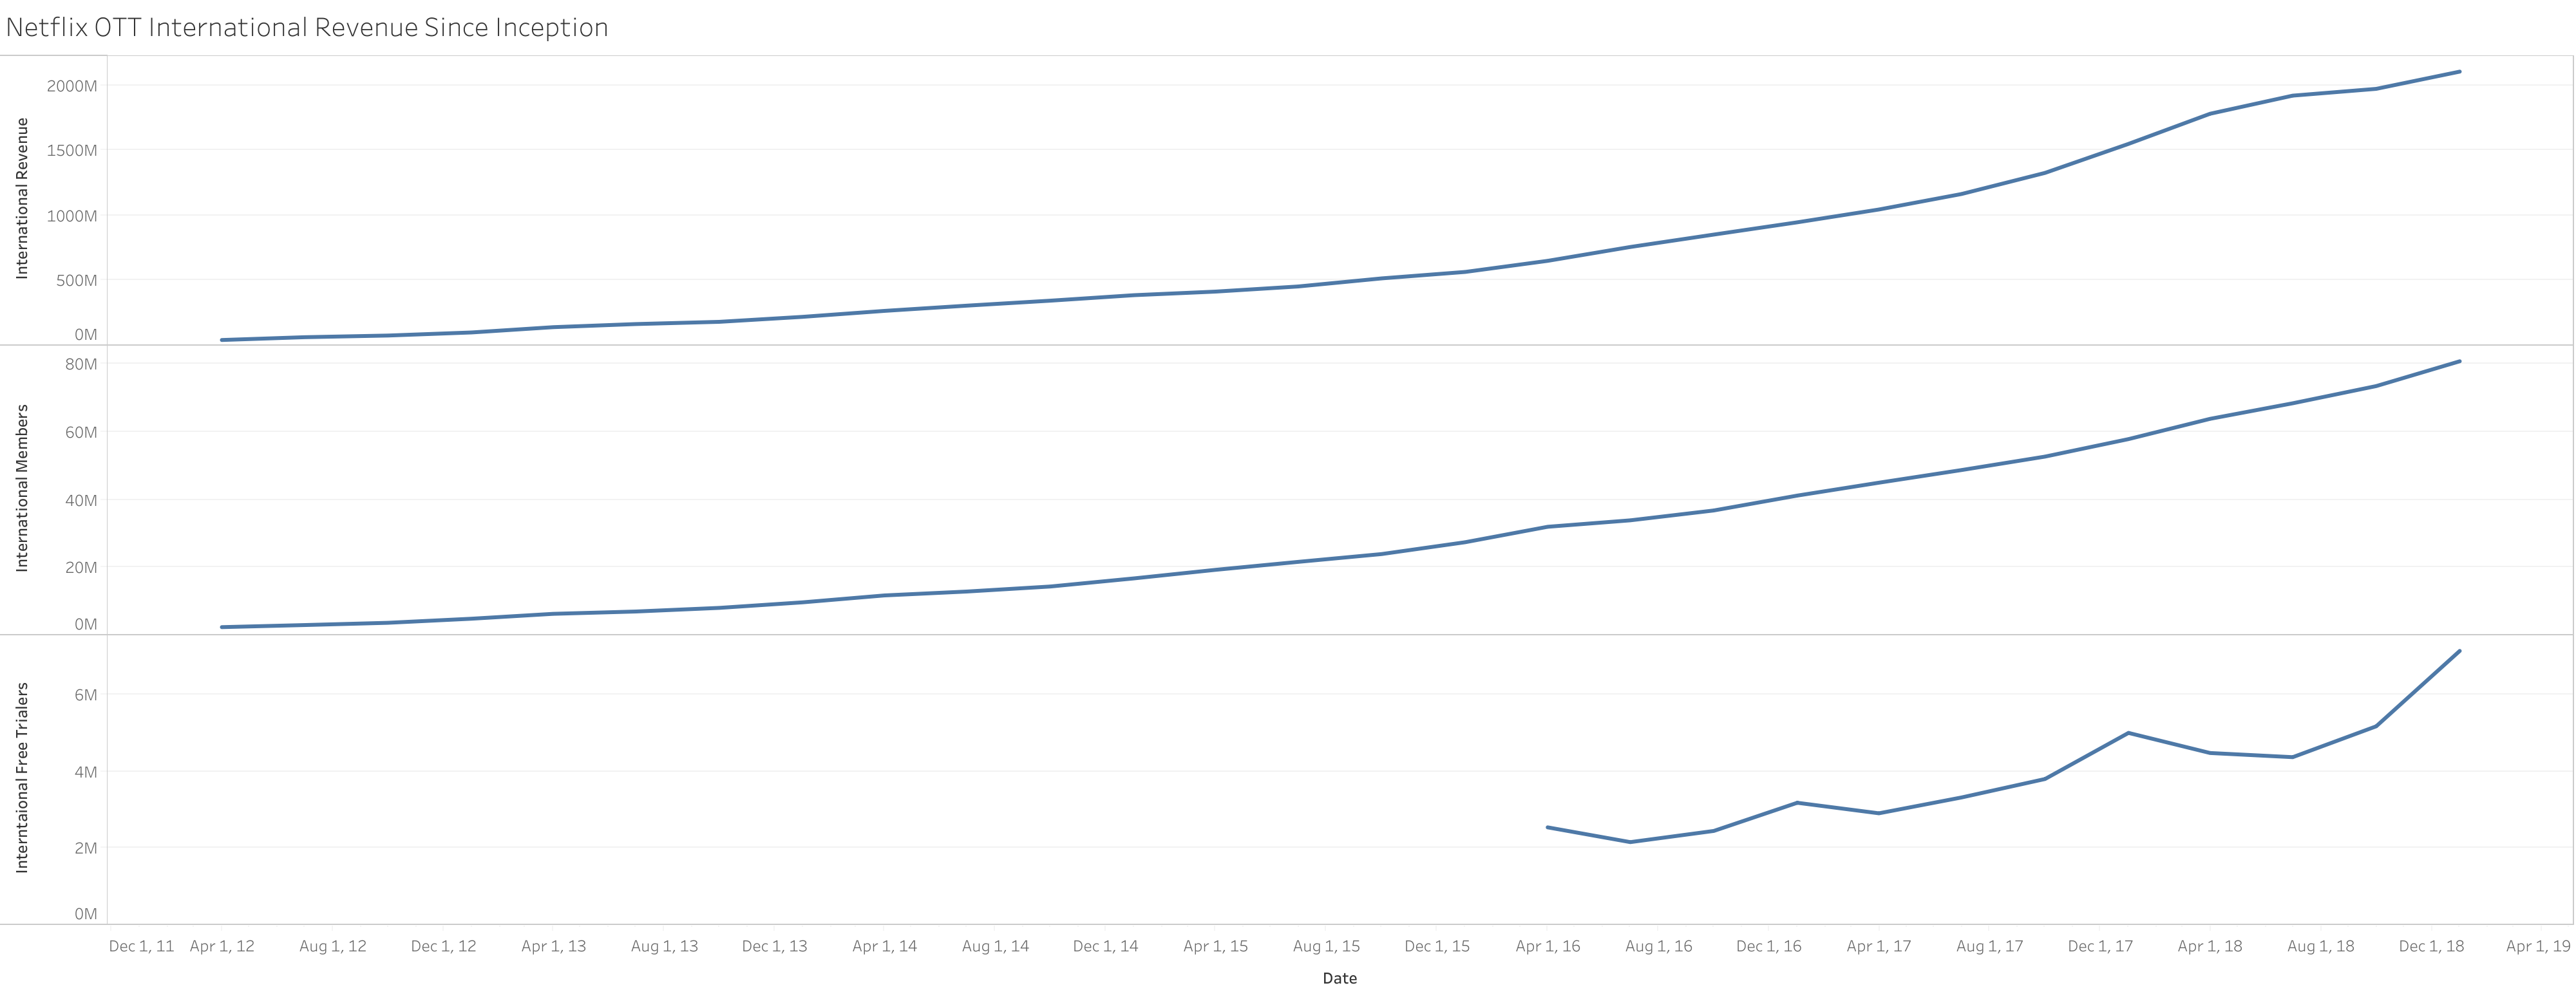 Netflix OTT International Revenue Since Inception
International Revenue
2000M
1500M
1000M
500M
0M
International Members
80M
60M
40M
20M
0M
Interntaional Free Trialers
6M
4M
2M
0M
Dec 1, 11 Apr 1, 12 Aug 1, 12 Dec 1, 12 Apr 1, 13 Aug 1, 13 Dec 1, 13 Apr 1, 14 Aug 1, 14 Dec 1, 14 Apr 1, 15 Aug 1, 15 Dec 1, 15 Apr 1, 16 Aug 1, 16 Dec 1, 16 Apr 1, 17 Aug 1, 17 Dec 1, 17 Apr 1, 18 Aug 1, 18 Dec 1, 18 Apr 1, 19
Date